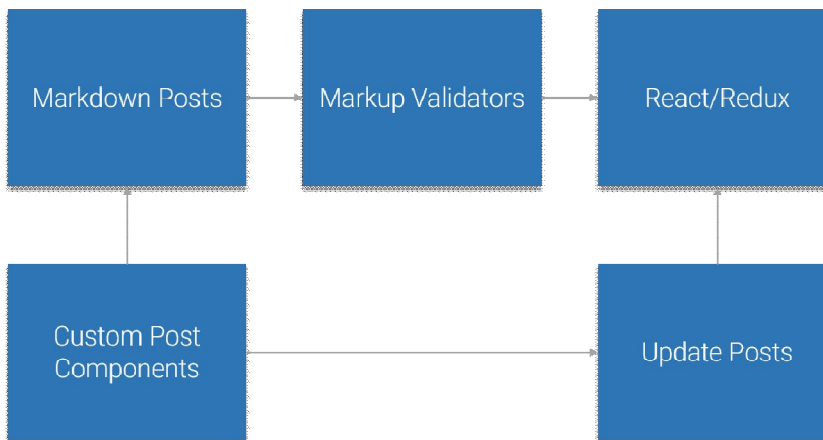 Markdown Posts
Markup Validators
React/Redux
Custom Post
Components
Update Posts